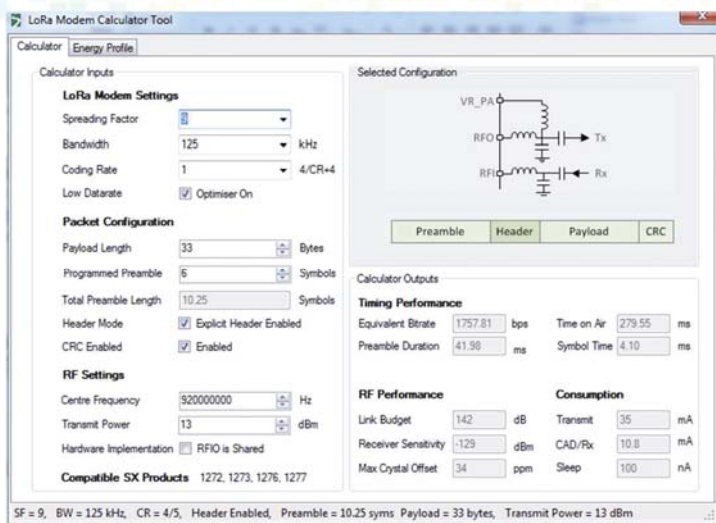 LoRa Modem Calculator Tool
Calculator
Energy Profile
Calculator Inputs
LoRa Modem Settings
Spreading Factor 9
Bandwidth 125 kHz
Coding Rate 1 4/CR+4
Low Datarate Optimiser On
Packet Configuration
Payload Length 33 Bytes
Programmed Preamble 6 Symbols
Total Preamble Length 10.25 Symbols
Header Mode Explicit Header Enabled
CRC Enabled Enabled
RF Settings
Centre Frequency 920000000 Hz
Transmit Power 13 dBm
Hardware Implementation RFIO is Shared
Compatible SX Products 1272, 1273, 1276, 1277
Selected Configuration
VR_PA
RFO Tx
RFI Rx
Preamble Header Payload CRC
Calculator Outputs
Timing Performance
Equivalent Bitrate 1757.81 bps Time on Air 279.55 ms
Preamble Duration 41.98 ms Symbol Time 4.10 ms
RF Performance Consumption
Link Budget 142 dB Transmit 35 mA
Receiver Sensitivity -129 dBm CAD/Rx 10.8 mA
Max Crystal Offset 34 ppm Sleep 100 nA
SF = 9, BW = 125 kHz, CR = 4/5, Header Enabled, Preamble = 10.25 syms Payload = 33 bytes, Transmit Power = 13 dBm